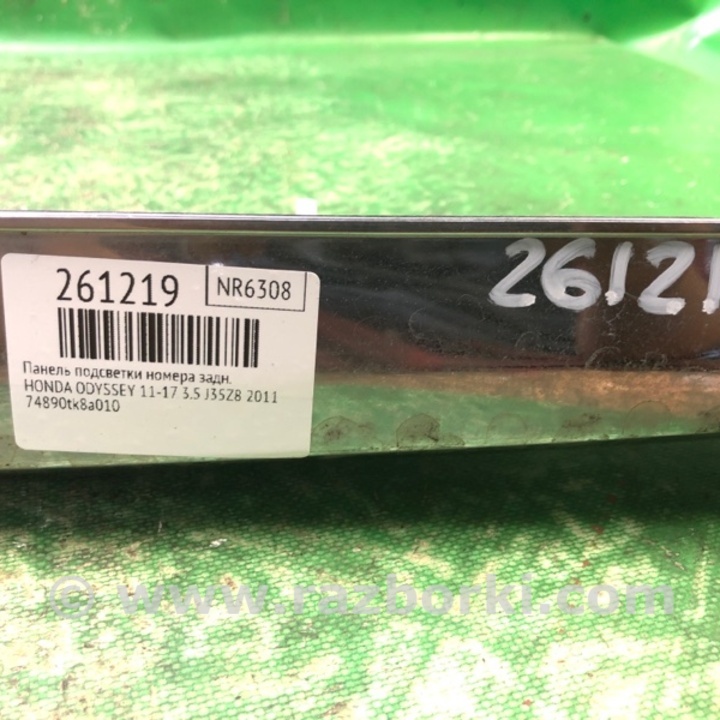 261219
NR6308
Панель подсветки номера задн.
HONDA ODYSSEY 11-17 3.5 J35Z8 2011
74890tk8a010
26121
© www.razborki.com